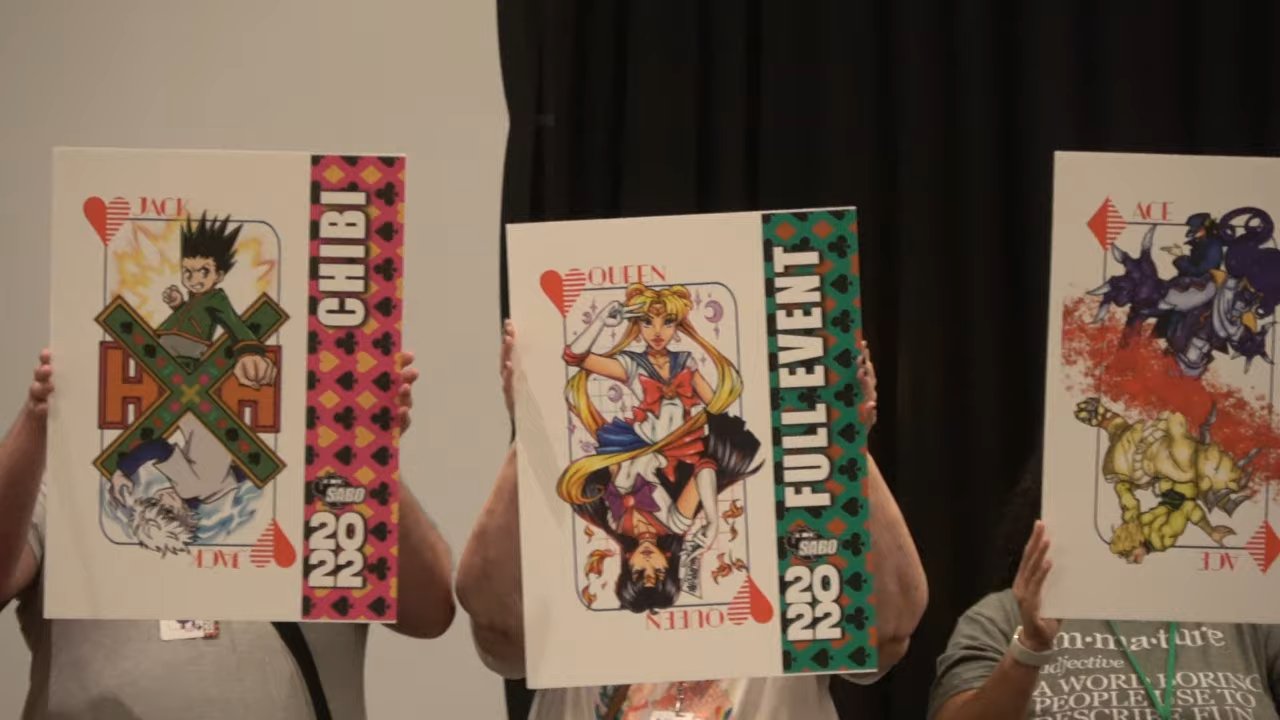 JACK
H
H
JACK
CHIBI
SABO
2022
QUEEN
QUEEN
FULL EVENT
SABO
2022
ACE
ACE
m·ma·ture
adjective
A WORD BORING
PEOPLE USE TO
DESCRIBE FUN